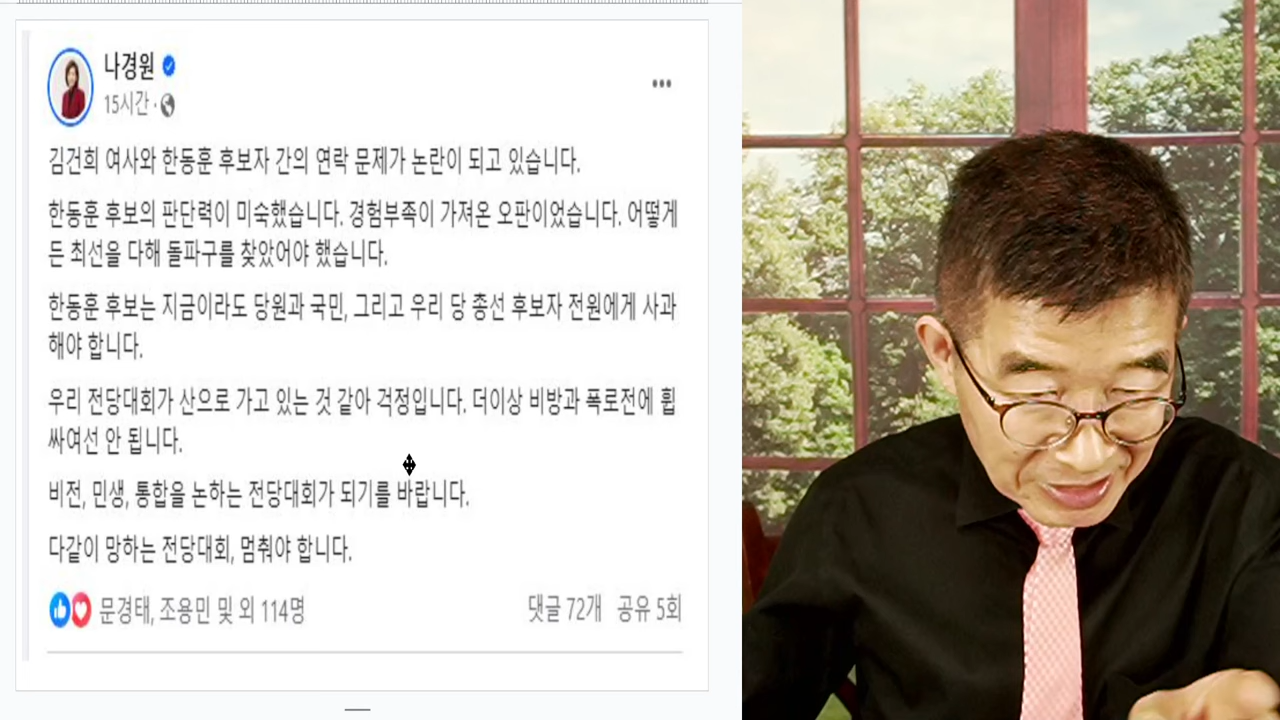 나경원
15시간 ·
김건희 여사와 한동훈 후보자 간의 연락 문제가 논란이 되고 있습니다.
한동훈 후보의 판단력이 미숙했습니다. 경험부족이 가져온 오판이었습니다. 어떻게
든 최선을 다해 돌파구를 찾았어야 했습니다.
한동훈 후보는 지금이라도 당원과 국민, 그리고 우리 당 총선 후보자 전원에게 사과
해야 합니다.
우리 전당대회가 산으로 가고 있는 것 같아 걱정입니다. 더이상 비방과 폭로전에 휩
싸여선 안 됩니다.
비전, 민생, 통합을 논하는 전당대회가 되기를 바랍니다.
다같이 망하는 전당대회, 멈춰야 합니다.
문경태, 조용민 및 외 114명
댓글 72개 공유 5회